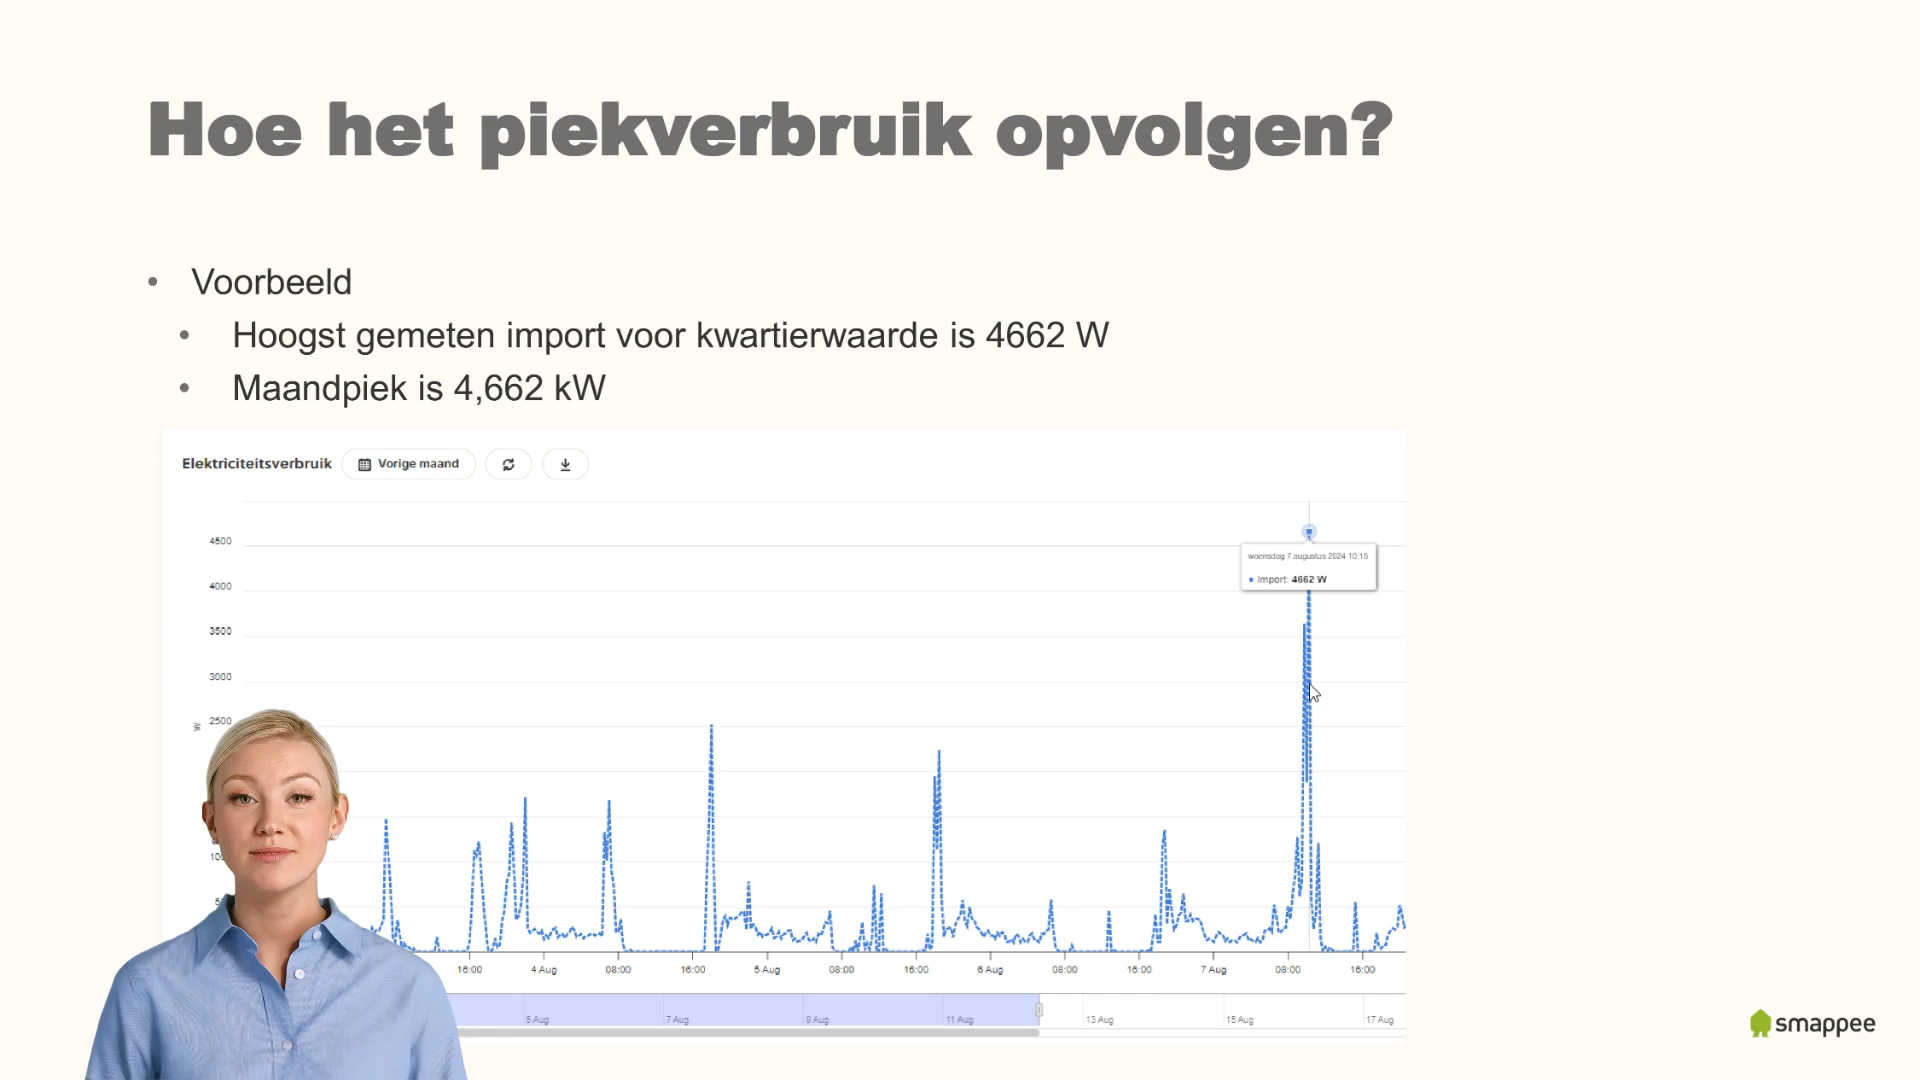 Hoe het piekverbruik opvolgen?
• Voorbeeld
• Hoogst gemeten import voor kwartierwaarde is 4662 W
• Maandpiek is 4,662 kW
Elektriciteitsverbruik Vorige maand
4500
woensdag 7 augustus 2024 10:15
4000
• Import: 4662 W
3500
3000
2500
W
16:00 4 Aug 08:00 16:00 5 Aug 08:00 16:00 6 Aug 08:00 16:00 7 Aug 08:00 16:00
5 Aug 7 Aug 9 Aug 11 Aug 13 Aug 15 Aug 17 Aug
smappee